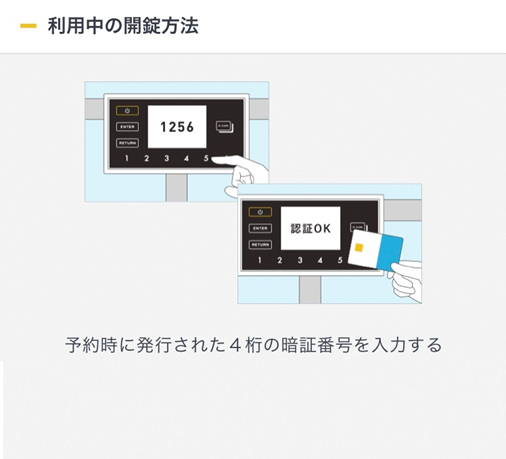 利用中の開錠方法
1256
ENTER
RETURN
1 2 3 4 5
認証OK
ENTER
RETURN
1 2 3 4 5
予約時に発行された4桁の暗証番号を入力する